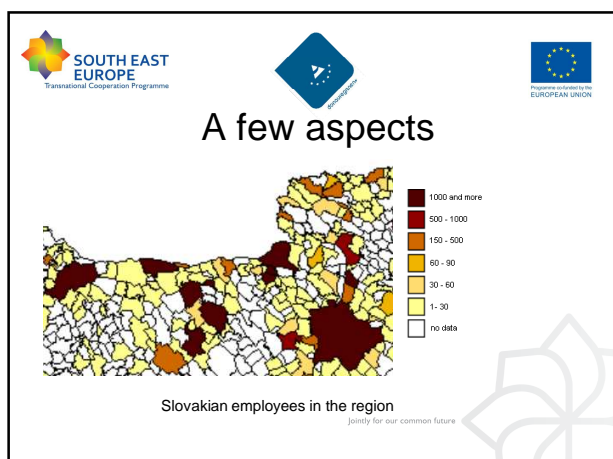 SOUTH EAST
EUROPE
Transnational Cooperation Programme
donauregionen+
Programme co-funded by the
EUROPEAN UNION
A few aspects
1000 and more
500 - 1000
150 - 500
60 - 90
30 - 60
1- 30
no data
Slovakian employees in the region
Jointly for our common future